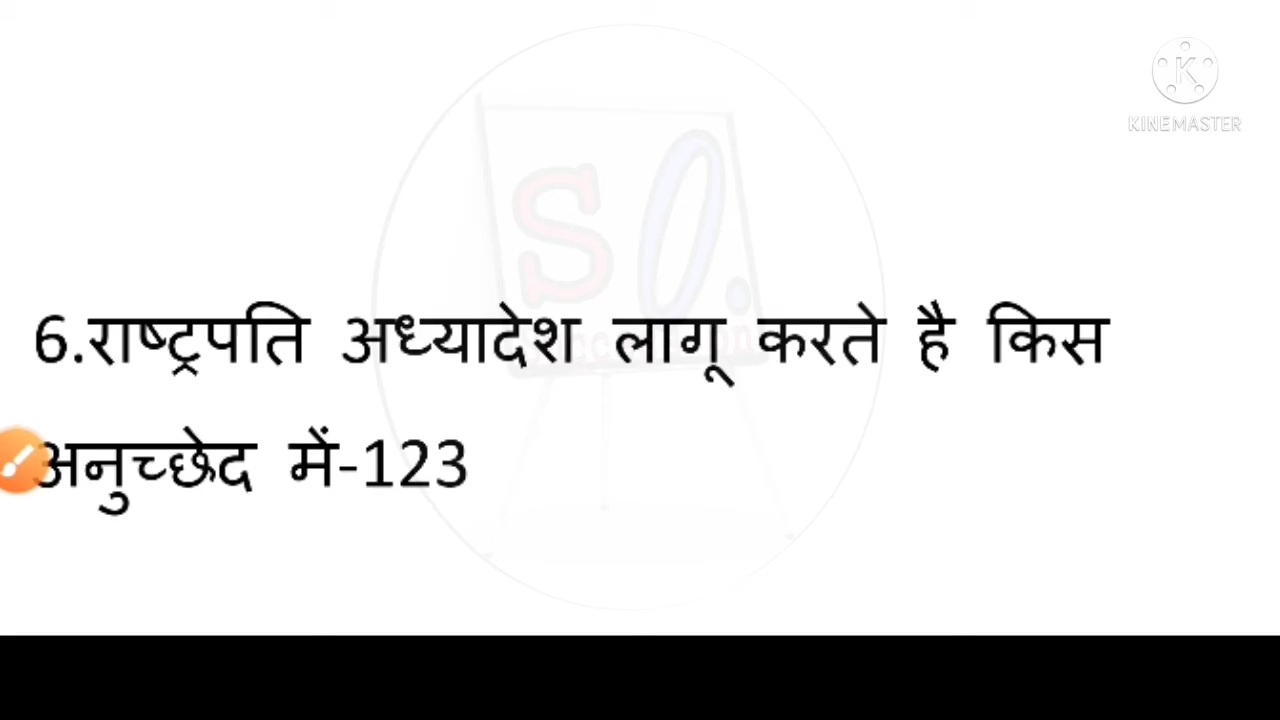 KINEMASTER
S O.
6.राष्ट्रपति अध्यादेश लागू करते है किस
अनुच्छेद में-123